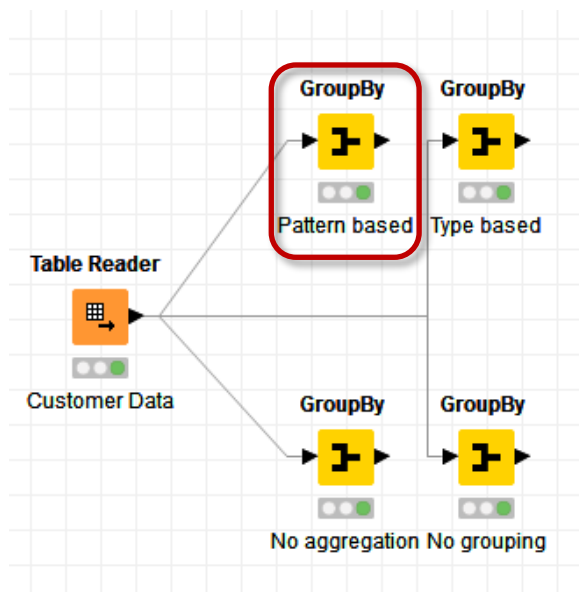 GroupBy
GroupBy
Pattern based
Type based
Table Reader
Customer Data
GroupBy
GroupBy
No aggregation
No grouping